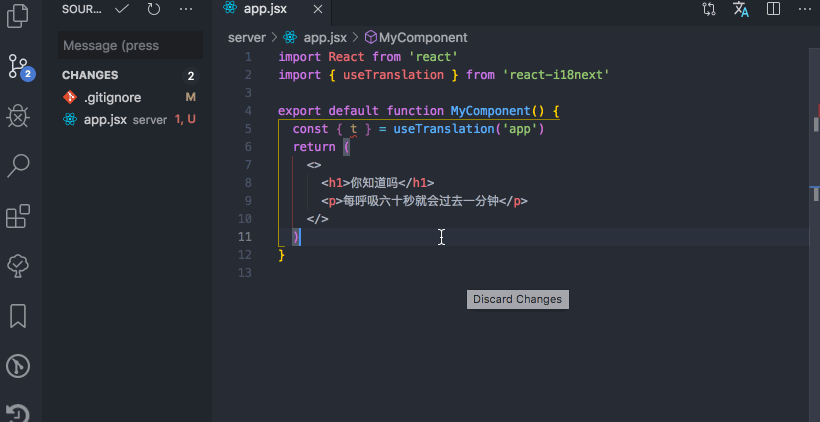 SOUR...
app.jsx
Message (press
server > app.jsx > MyComponent
CHANGES 2
.gitignore M
app.jsx server 1, U
2
1 import React from 'react'
2 import { useTranslation } from 'react-i18next'
3
4 export default function MyComponent() {
5 const { t } = useTranslation('app')
6 return (
7 <>
8 <h1>你知道吗</h1>
9 <p>每呼吸六十秒就会过去一分钟</p>
10 </>
11 )
12 }
13
Discard Changes